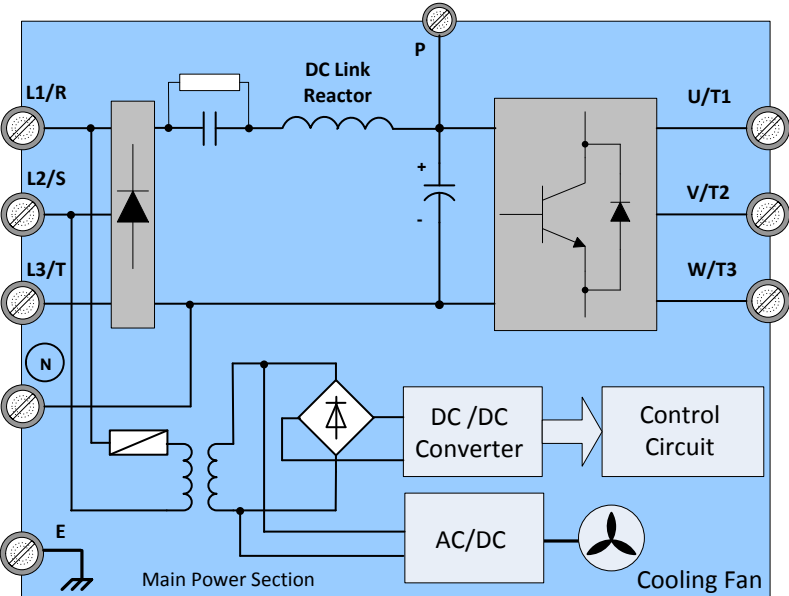 P
L1/R
DC Link
Reactor
U/T1
L2/S
+
-
V/T2
L3/T
W/T3
N
DC /DC
Converter
Control
Circuit
E
AC/DC
Main Power Section
Cooling Fan